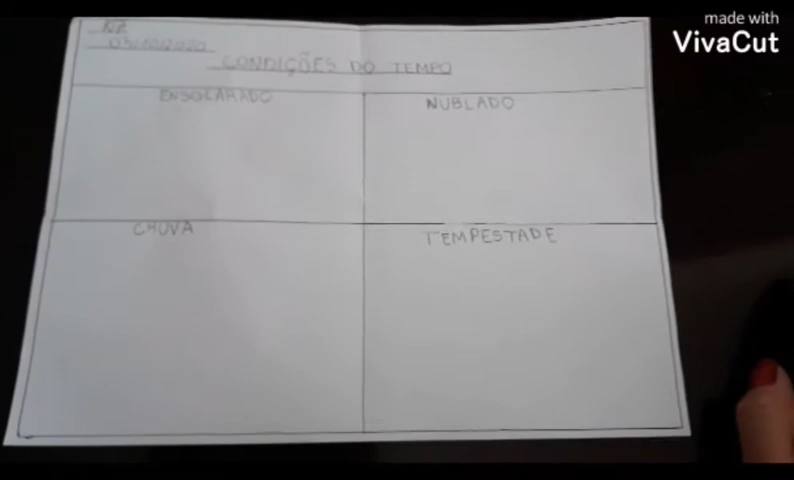 made with
VivaCut
CONDIÇÕES DO TEMPO
ENSOLARADO
NUBLADO
CHUVA
TEMPESTADE